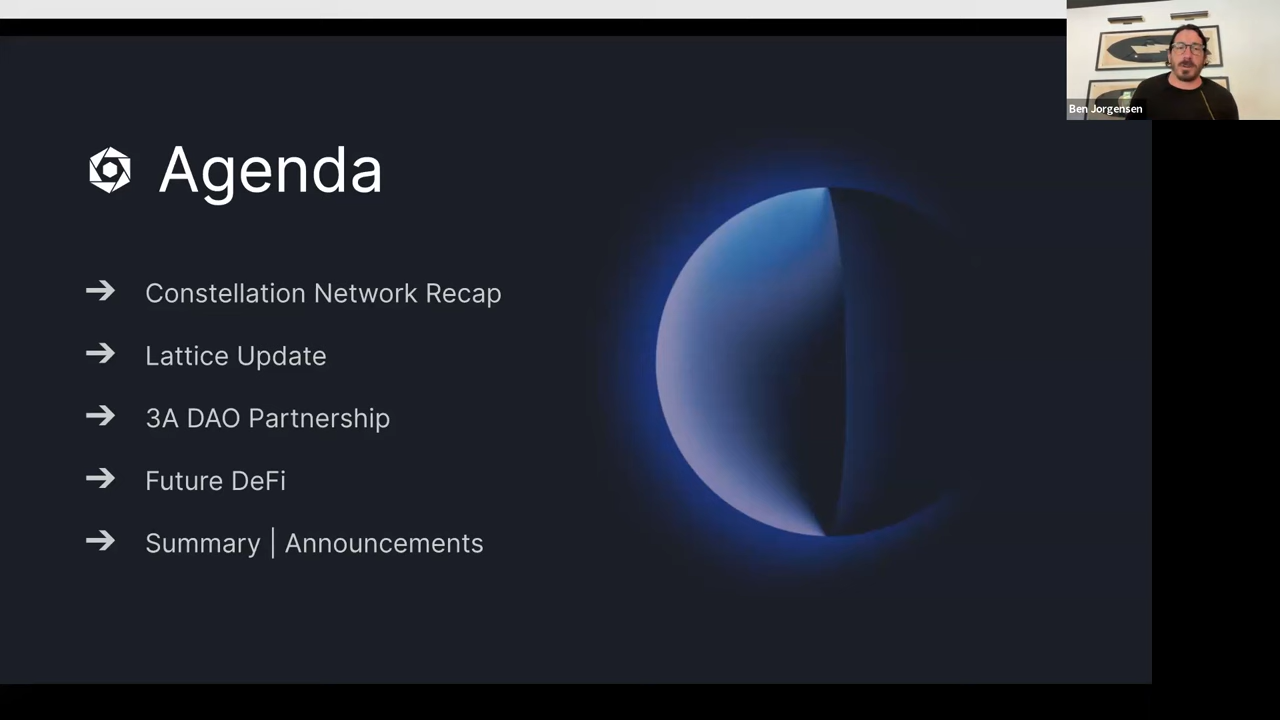 Agenda
Constellation Network Recap
Lattice Update
3A DAO Partnership
Future DeFi
Summary | Announcements
Ben Jorgensen